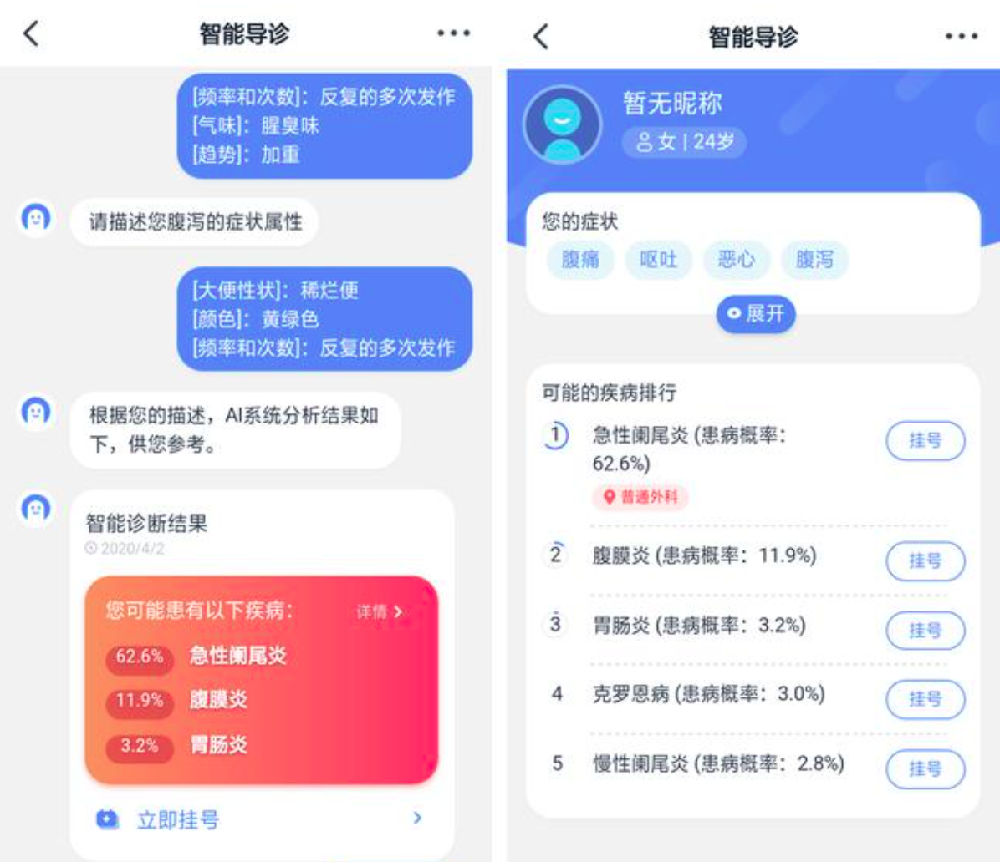 智能导诊
[频率和次数]：反复的多次发作
[气味]：腥臭味
[趋势]：加重
请描述您腹泻的症状属性
[大便性状]：稀烂便
[颜色]：黄绿色
[频率和次数]：反复的多次发作
根据您的描述，AI系统分析结果如
下，供您参考。
智能诊断结果
2020/4/2
您可能患有以下疾病：
详情
62.6% 急性阑尾炎
11.9% 腹膜炎
3.2% 胃肠炎
立即挂号
智能导诊
暂无昵称
女 | 24岁
您的症状
腹痛 呕吐 恶心 腹泻
展开
可能的疾病排行
1 急性阑尾炎 (患病概率：
62.6%)
挂号
普通外科
2 腹膜炎 (患病概率：11.9%) 挂号
3 胃肠炎 (患病概率：3.2%) 挂号
4 克罗恩病 (患病概率：3.0%) 挂号
5 慢性阑尾炎 (患病概率：2.8%) 挂号